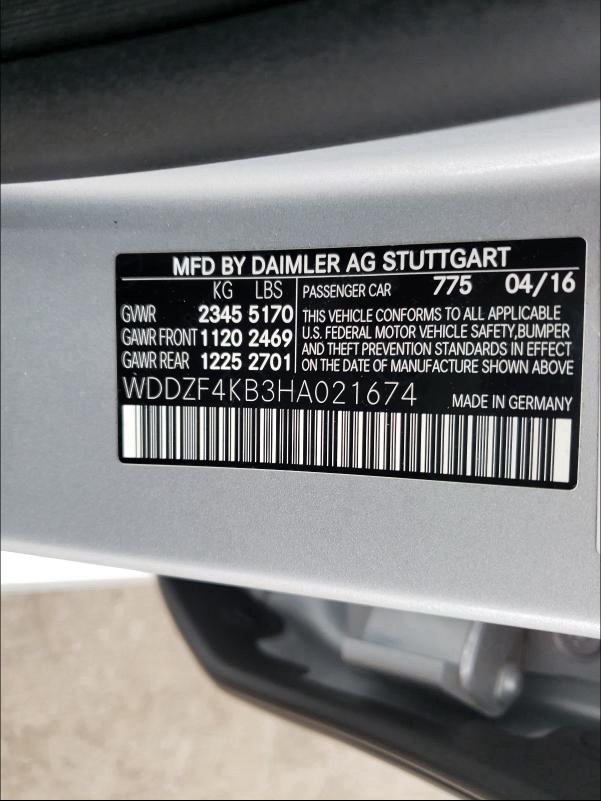 MFD BY DAIMLER AG STUTTGART
KG LBS
GVWR 2345 5170
GAWR FRONT 1120 2469
GAWR REAR 1225 2701
PASSENGER CAR 775 04/16
THIS VEHICLE CONFORMS TO ALL APPLICABLE
U.S. FEDERAL MOTOR VEHICLE SAFETY,BUMPER
AND THEFT PREVENTION STANDARDS IN EFFECT
ON THE DATE OF MANUFACTURE SHOWN ABOVE
WDDZF4KB3HA021674 MADE IN GERMANY